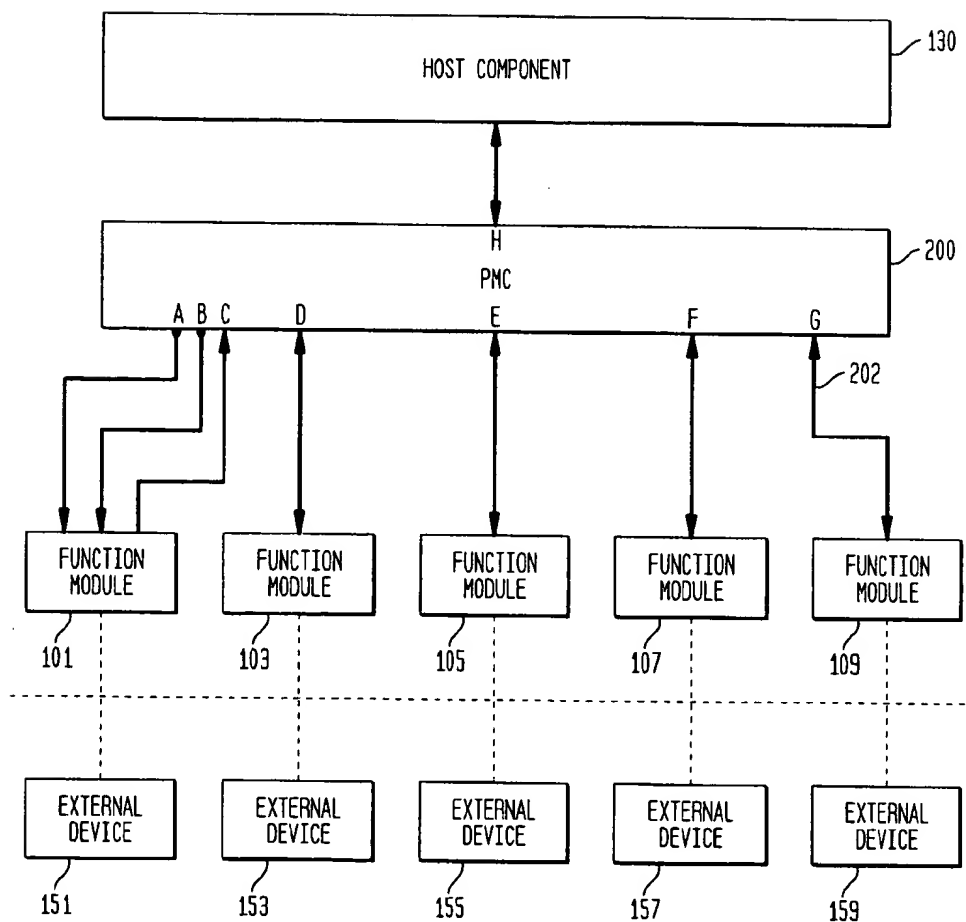 HOST COMPONENT
130
H
PMC
200
A B C D E F G
202
FUNCTION
MODULE
FUNCTION
MODULE
FUNCTION
MODULE
FUNCTION
MODULE
FUNCTION
MODULE
101
103
105
107
109
EXTERNAL
DEVICE
EXTERNAL
DEVICE
EXTERNAL
DEVICE
EXTERNAL
DEVICE
EXTERNAL
DEVICE
151
153
155
157
159